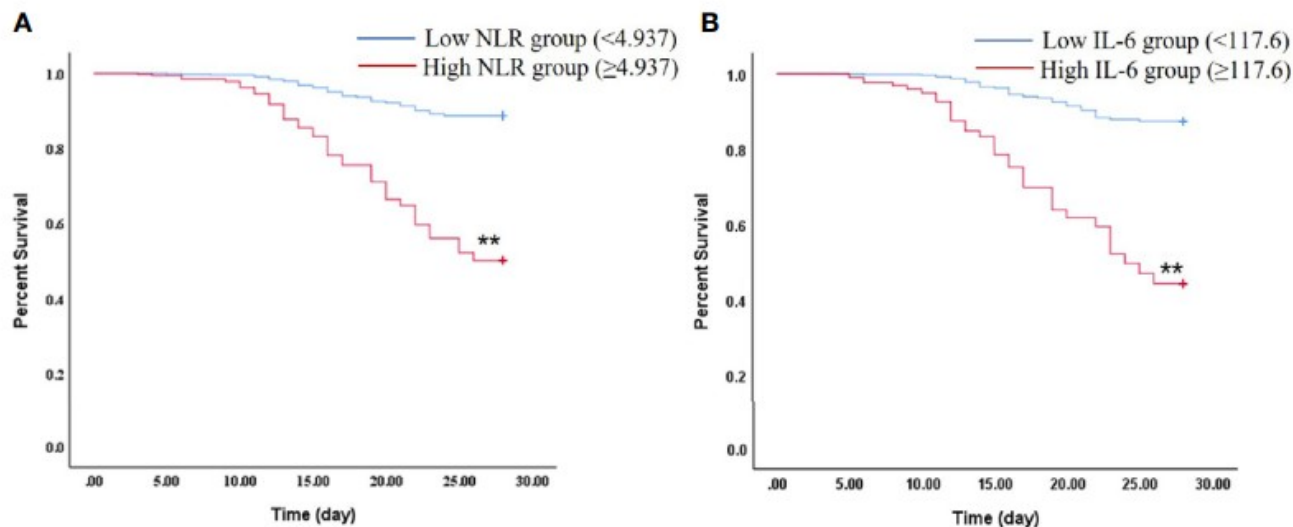 A
Low NLR group (<4.937)
High NLR group (≥4.937)
1.0
0.8
0.6
0.4
0.2
0.0
Percent Survival
**
.00 5.00 10.00 15.00 20.00 25.00 30.00
Time (day)
B
Low IL-6 group (<117.6)
High IL-6 group (≥117.6)
1.0
0.8
0.6
0.4
0.2
0.0
Percent Survival
**
.00 5.00 10.00 15.00 20.00 25.00 30.00
Time (day)